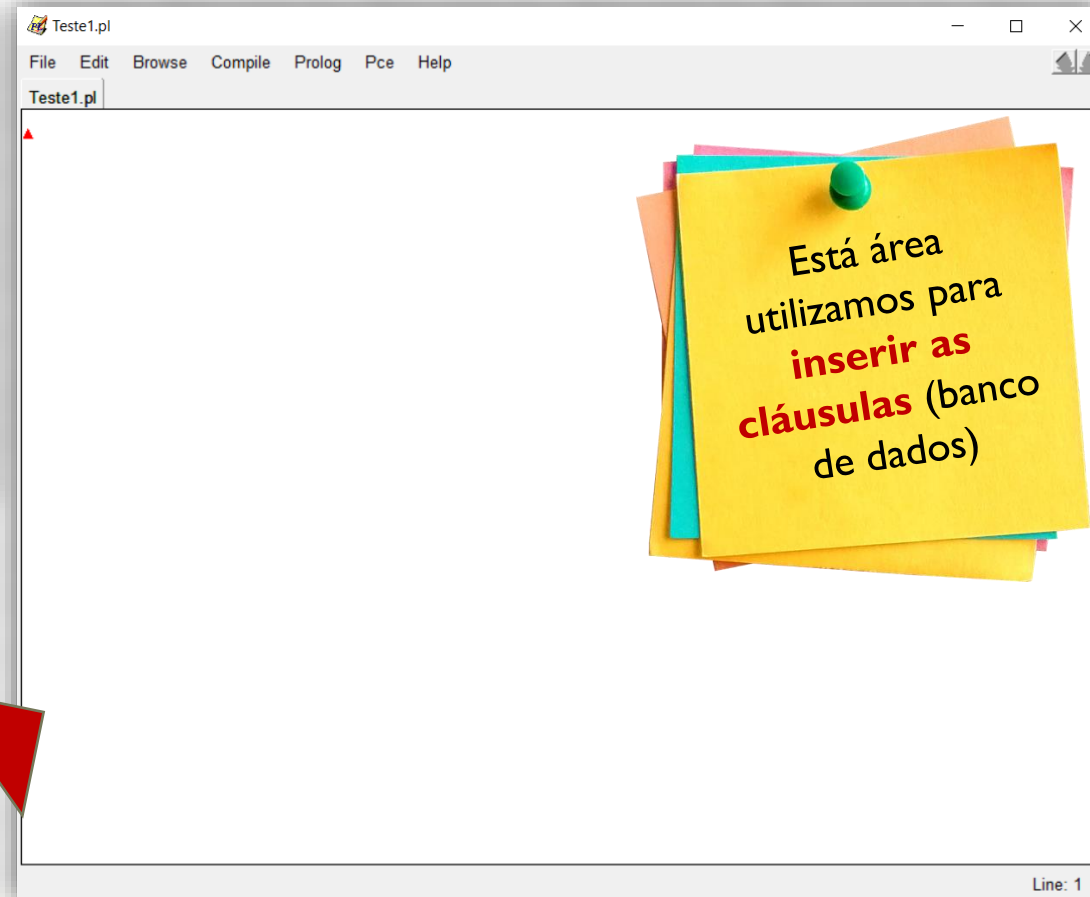 Teste1.pl
File Edit Browse Compile Prolog Pce Help
Teste1.pl
Está área
utilizamos para
inserir as
cláusulas (banco
de dados)
Line: 1